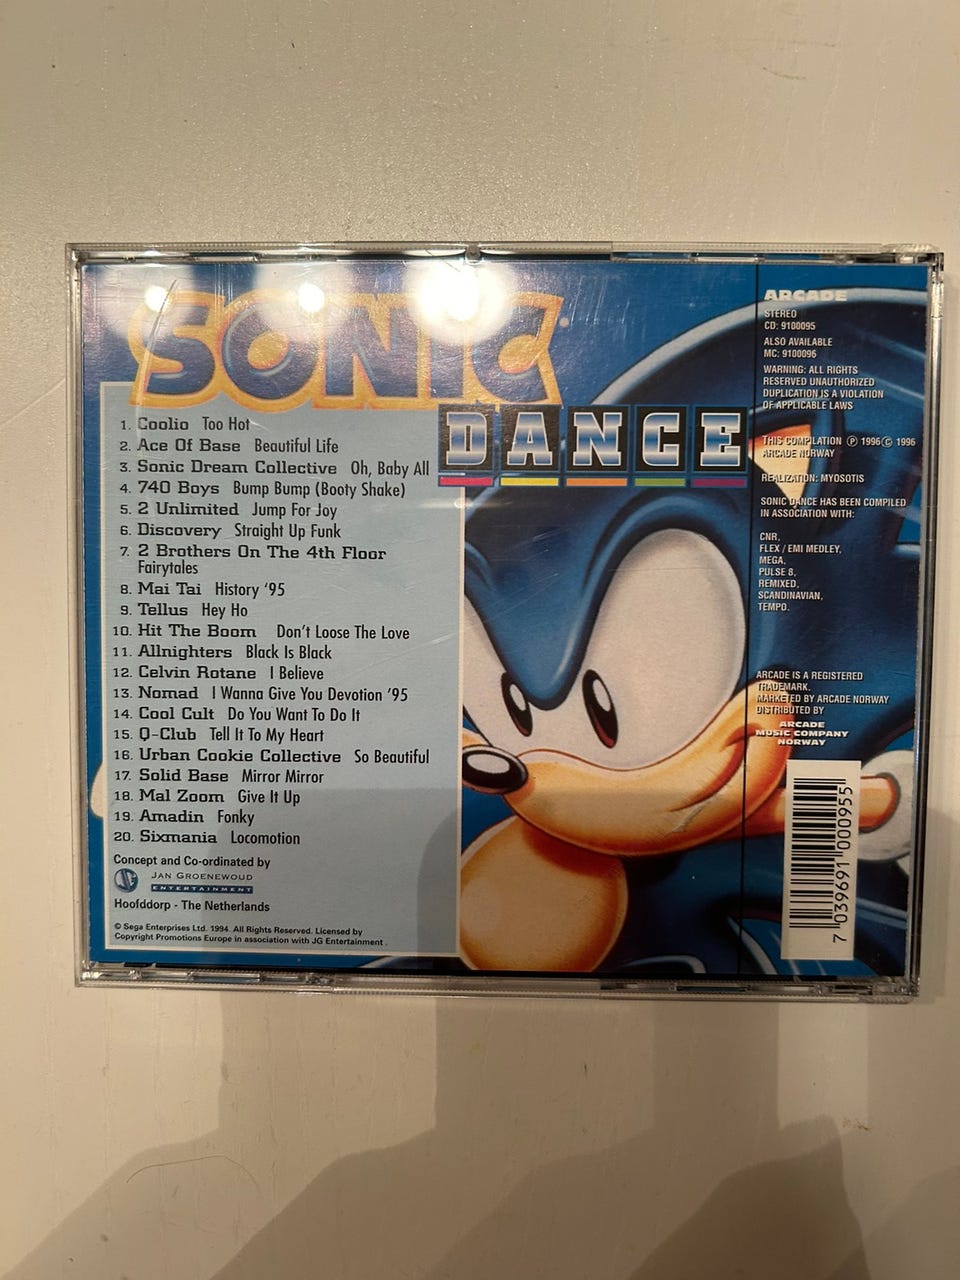 SONIC
DANCE
1. Coolio Too Hot
2. Ace Of Base Beautiful Life
3. Sonic Dream Collective Oh, Baby All
4. 740 Boys Bump Bump (Booty Shake)
5. 2 Unlimited Jump For Joy
6. Discovery Straight Up Funk
7. 2 Brothers On The 4th Floor
Fairytales
8. Mai Tai History '95
9. Tellus Hey Ho
10. Hit The Boom Don't Loose The Love
11. Allnighters Black Is Black
12. Celvin Rotane I Believe
13. Nomad I Wanna Give You Devotion '95
14. Cool Cult Do You Want To Do It
15. Q-Club Tell It To My Heart
16. Urban Cookie Collective So Beautiful
17. Solid Base Mirror Mirror
18. Mal Zoom Give It Up
19. Amadin Fonky
20. Sixmania Locomotion
Concept and Co-ordinated by
JAN GROENEWOUD
ENTERTAINMENT
Hoofddorp - The Netherlands
© Sega Enterprises Ltd. 1994. All Rights Reserved. Licensed by
Copyright Promotions Europe in association with JG Entertainment.
ARCADE
STEREO
CD: 9100095
ALSO AVAILABLE
MC: 9100096
WARNING: ALL RIGHTS
RESERVED UNAUTHORIZED
DUPLICATION IS A VIOLATION
OF APPLICABLE LAWS
THIS COMPILATION ℗ 1996 © 1996
ARCADE NORWAY
REALIZATION: MYOSOTIS
SONIC DANCE HAS BEEN COMPILED
IN ASSOCIATION WITH:
CNR,
FLEX / EMI MEDLEY,
MEGA,
PULSE 8,
REMIXED,
SCANDINAVIAN,
TEMPO.
ARCADE IS A REGISTERED
TRADEMARK.
MARKETED BY ARCADE NORWAY
DISTRIBUTED BY
ARCADE
MUSIC COMPANY
NORWAY
7 039691 000955